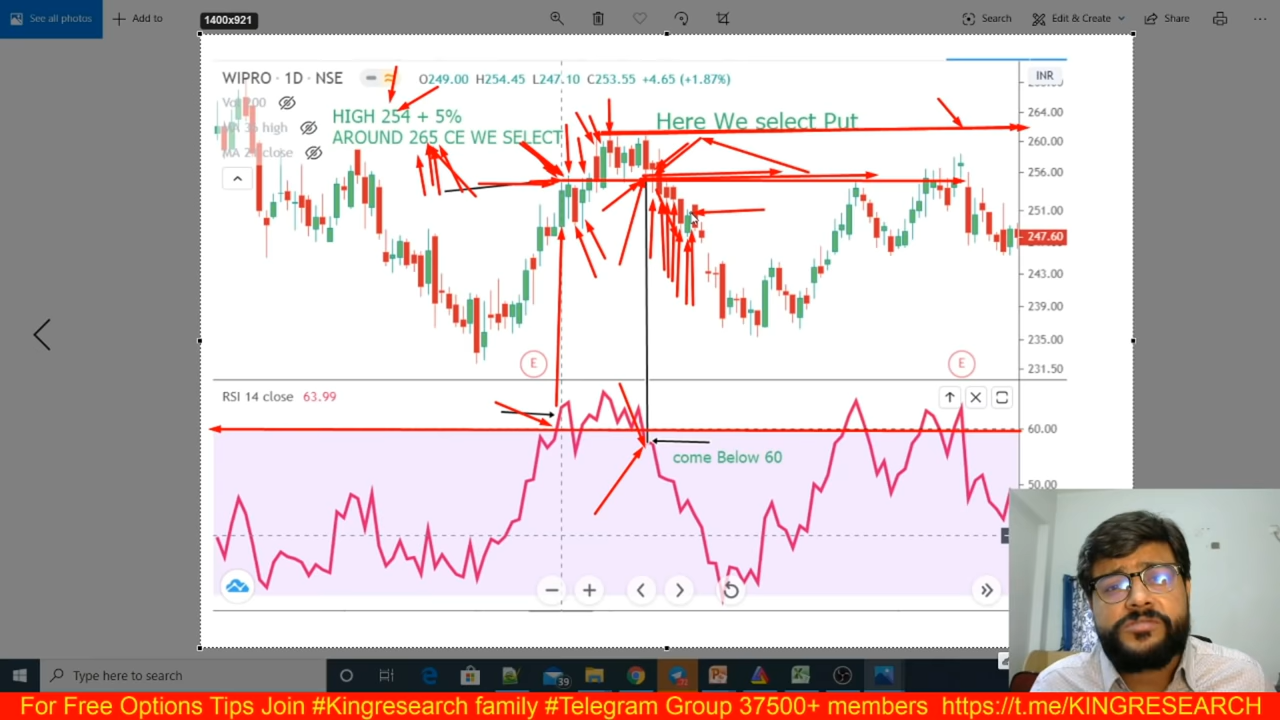 See all photos
Add to
1400x921
Search
Edit & Create
Share
WIPRO · 1D · NSE
O249.00 H254.45 L247.10 C253.55 +4.65 (+1.87%)
INR
HIGH 254 + 5%
AROUND 265 CE WE SELECT
Here We select Put
264.00
260.00
256.00
251.00
247.60
243.00
239.00
235.00
231.50
E
E
RSI 14 close 63.99
60.00
come Below 60
50.00
Type here to search
39
For Free Options Tips Join #Kingresearch family #Telegram Group 37500+ members https://t.me/KINGRESEARCH